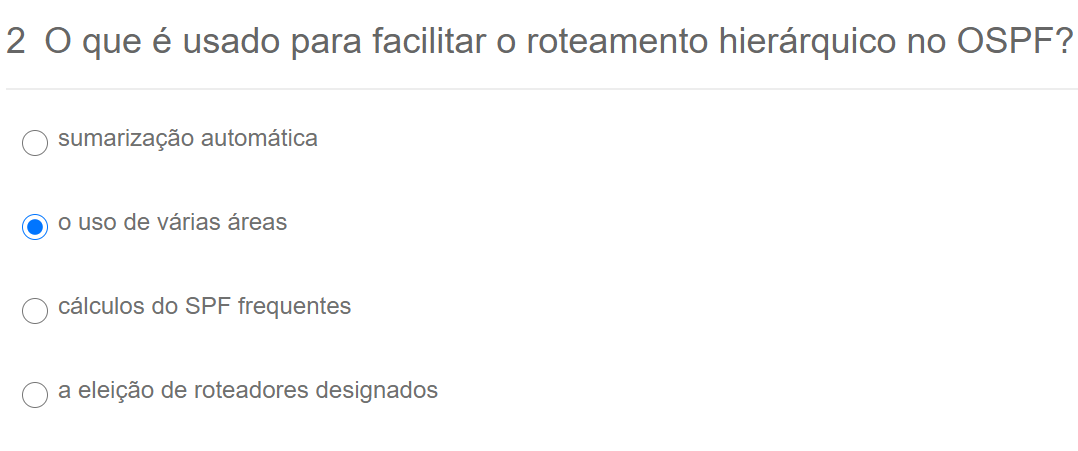 2 O que é usado para facilitar o roteamento hierárquico no OSPF?
sumarização automática
o uso de várias áreas
cálculos do SPF frequentes
a eleição de roteadores designados